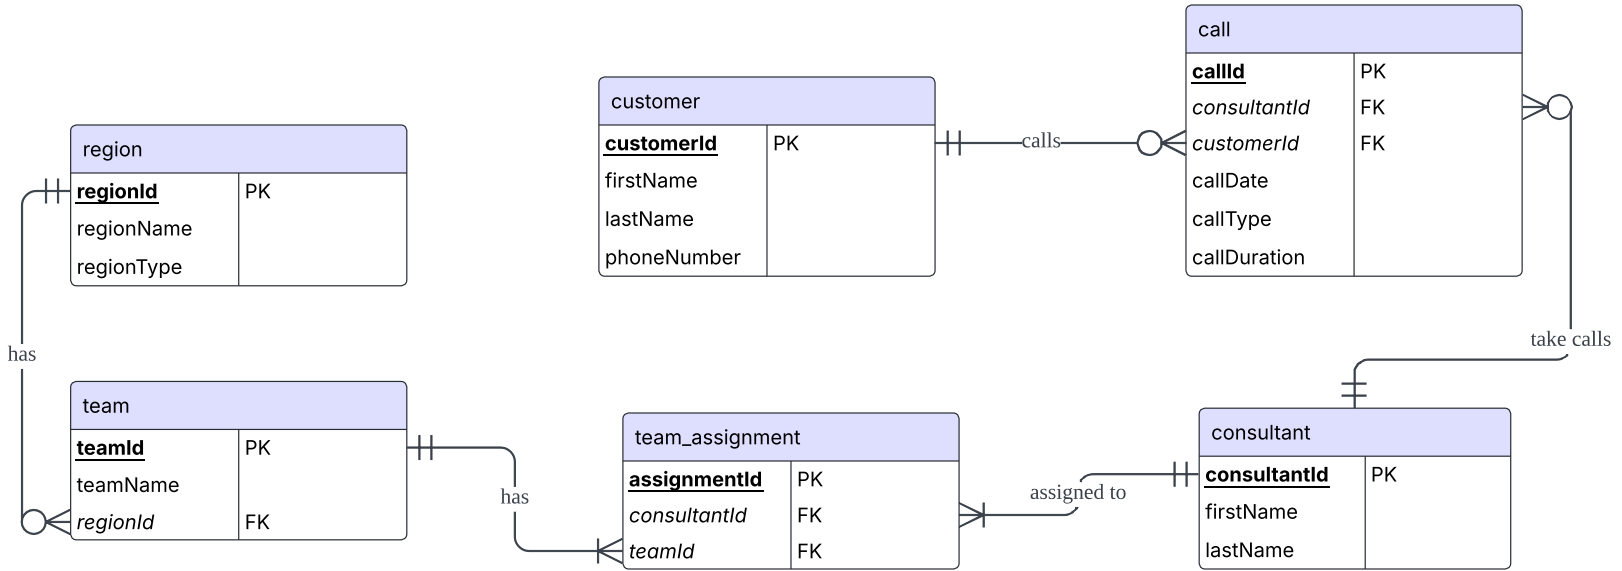 call
callId PK
consultantId FK
customerId FK
callDate
callType
callDuration
customer
customerId PK
firstName
lastName
phoneNumber
calls
region
regionId PK
regionName
regionType
has
take calls
team
teamId PK
teamName
regionId FK
has
team_assignment
assignmentId PK
consultantId FK
teamId FK
assigned to
consultant
consultantId PK
firstName
lastName